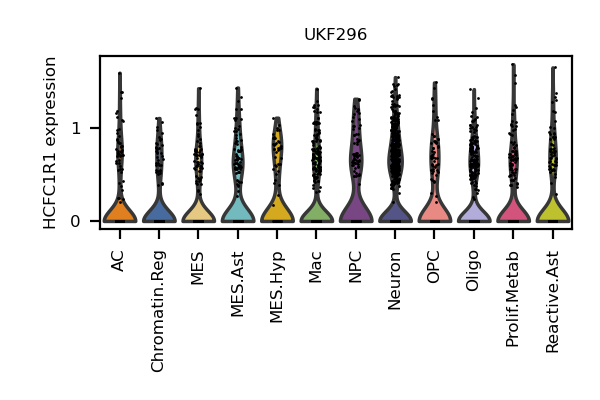 UKF296
HCFC1R1 expression
1
0
AC
Chromatin.Reg
MES
MES.Ast
MES.Hyp
Mac
NPC
Neuron
OPC
Oligo
Prolif.Metab
Reactive.Ast